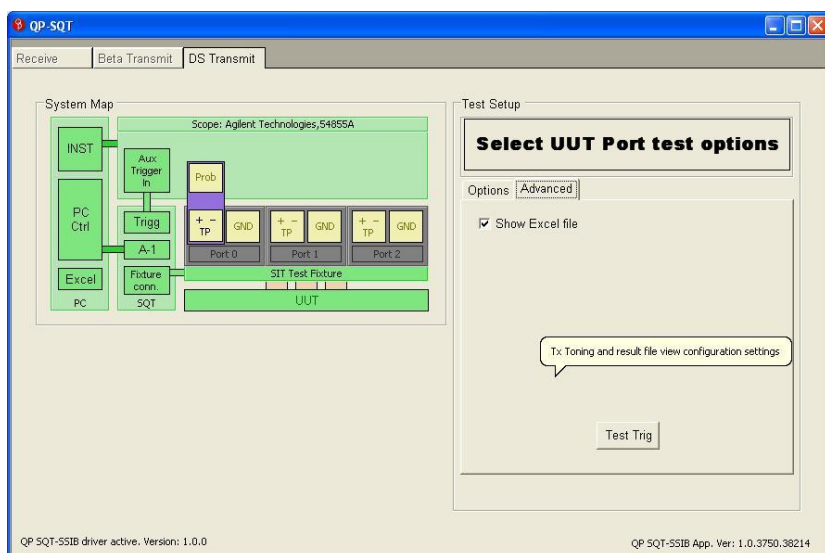 QP-SQT
Receive
Beta Transmit
DS Transmit
System Map
Scope: Agilent Technologies,54855A
INST
Aux
Trigger
In
Prob
PC
Ctrl
Trigg
+ -
TP
GND
+ -
TP
GND
+ -
TP
GND
A-1
Port 0
Port 1
Port 2
Excel
Fixture
conn.
SIT Test Fixture
PC
SQT
UUT
Test Setup
Select UUT Port test options
Options
Advanced
Show Excel file
Tx Toning and result file view configuration settings
Test Trig
QP SQT-SSIB driver active. Version: 1.0.0
QP SQT-SSIB App. Ver: 1.0.3750.38214